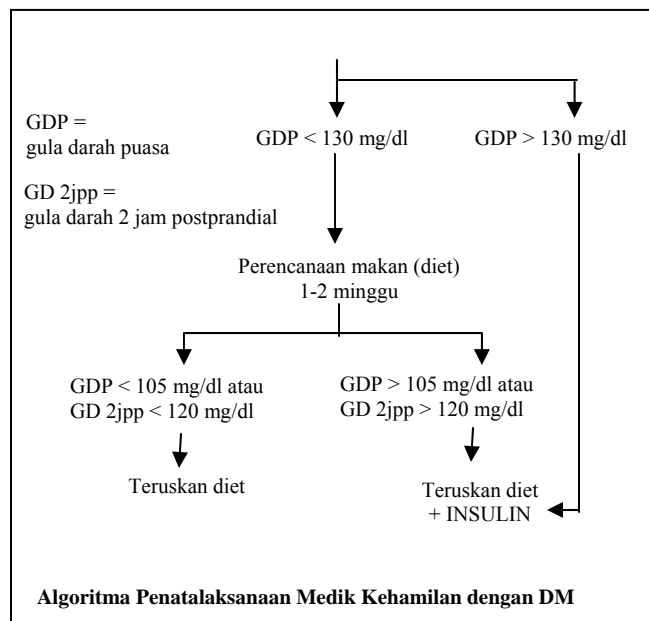 GDP =
gula darah puasa
GD 2jpp =
gula darah 2 jam postprandial
GDP < 130 mg/dl
GDP > 130 mg/dl
Perencanaan makan (diet)
1-2 minggu
GDP < 105 mg/dl atau
GD 2jpp < 120 mg/dl
GDP > 105 mg/dl atau
GD 2jpp > 120 mg/dl
Teruskan diet
Teruskan diet
+ INSULIN
Algoritma Penatalaksanaan Medik Kehamilan dengan DM